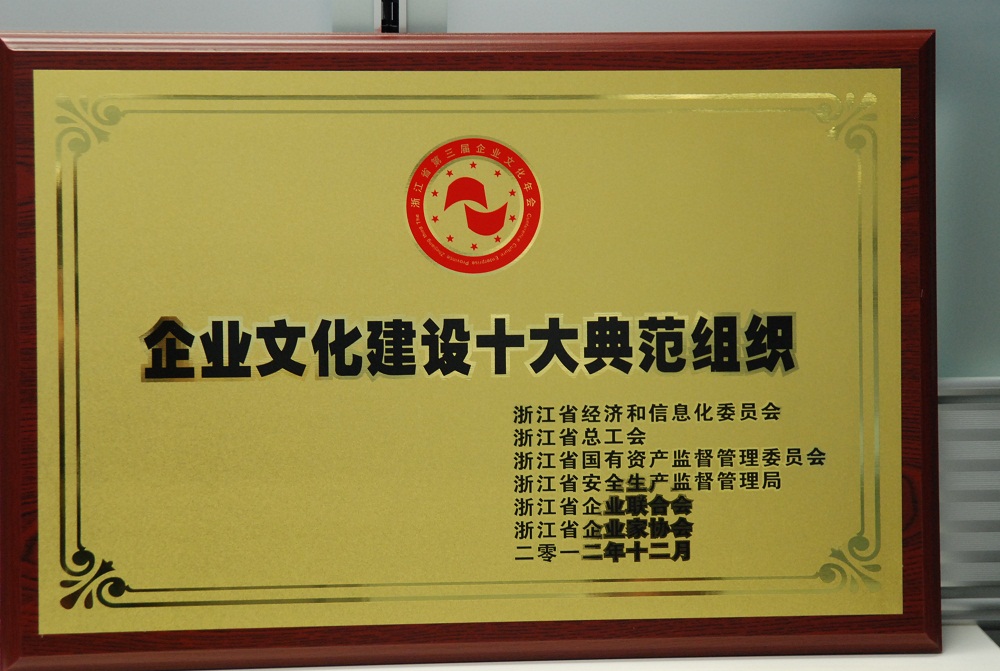 浙江省第三届企业文化年会
企业文化建设十大典范组织
浙江省经济和信息化委员会
浙江省总工会
浙江省国有资产监督管理委员会
浙江省安全生产监督管理局
浙江省企业联合会
浙江省企业家协会
二零一二年十二月